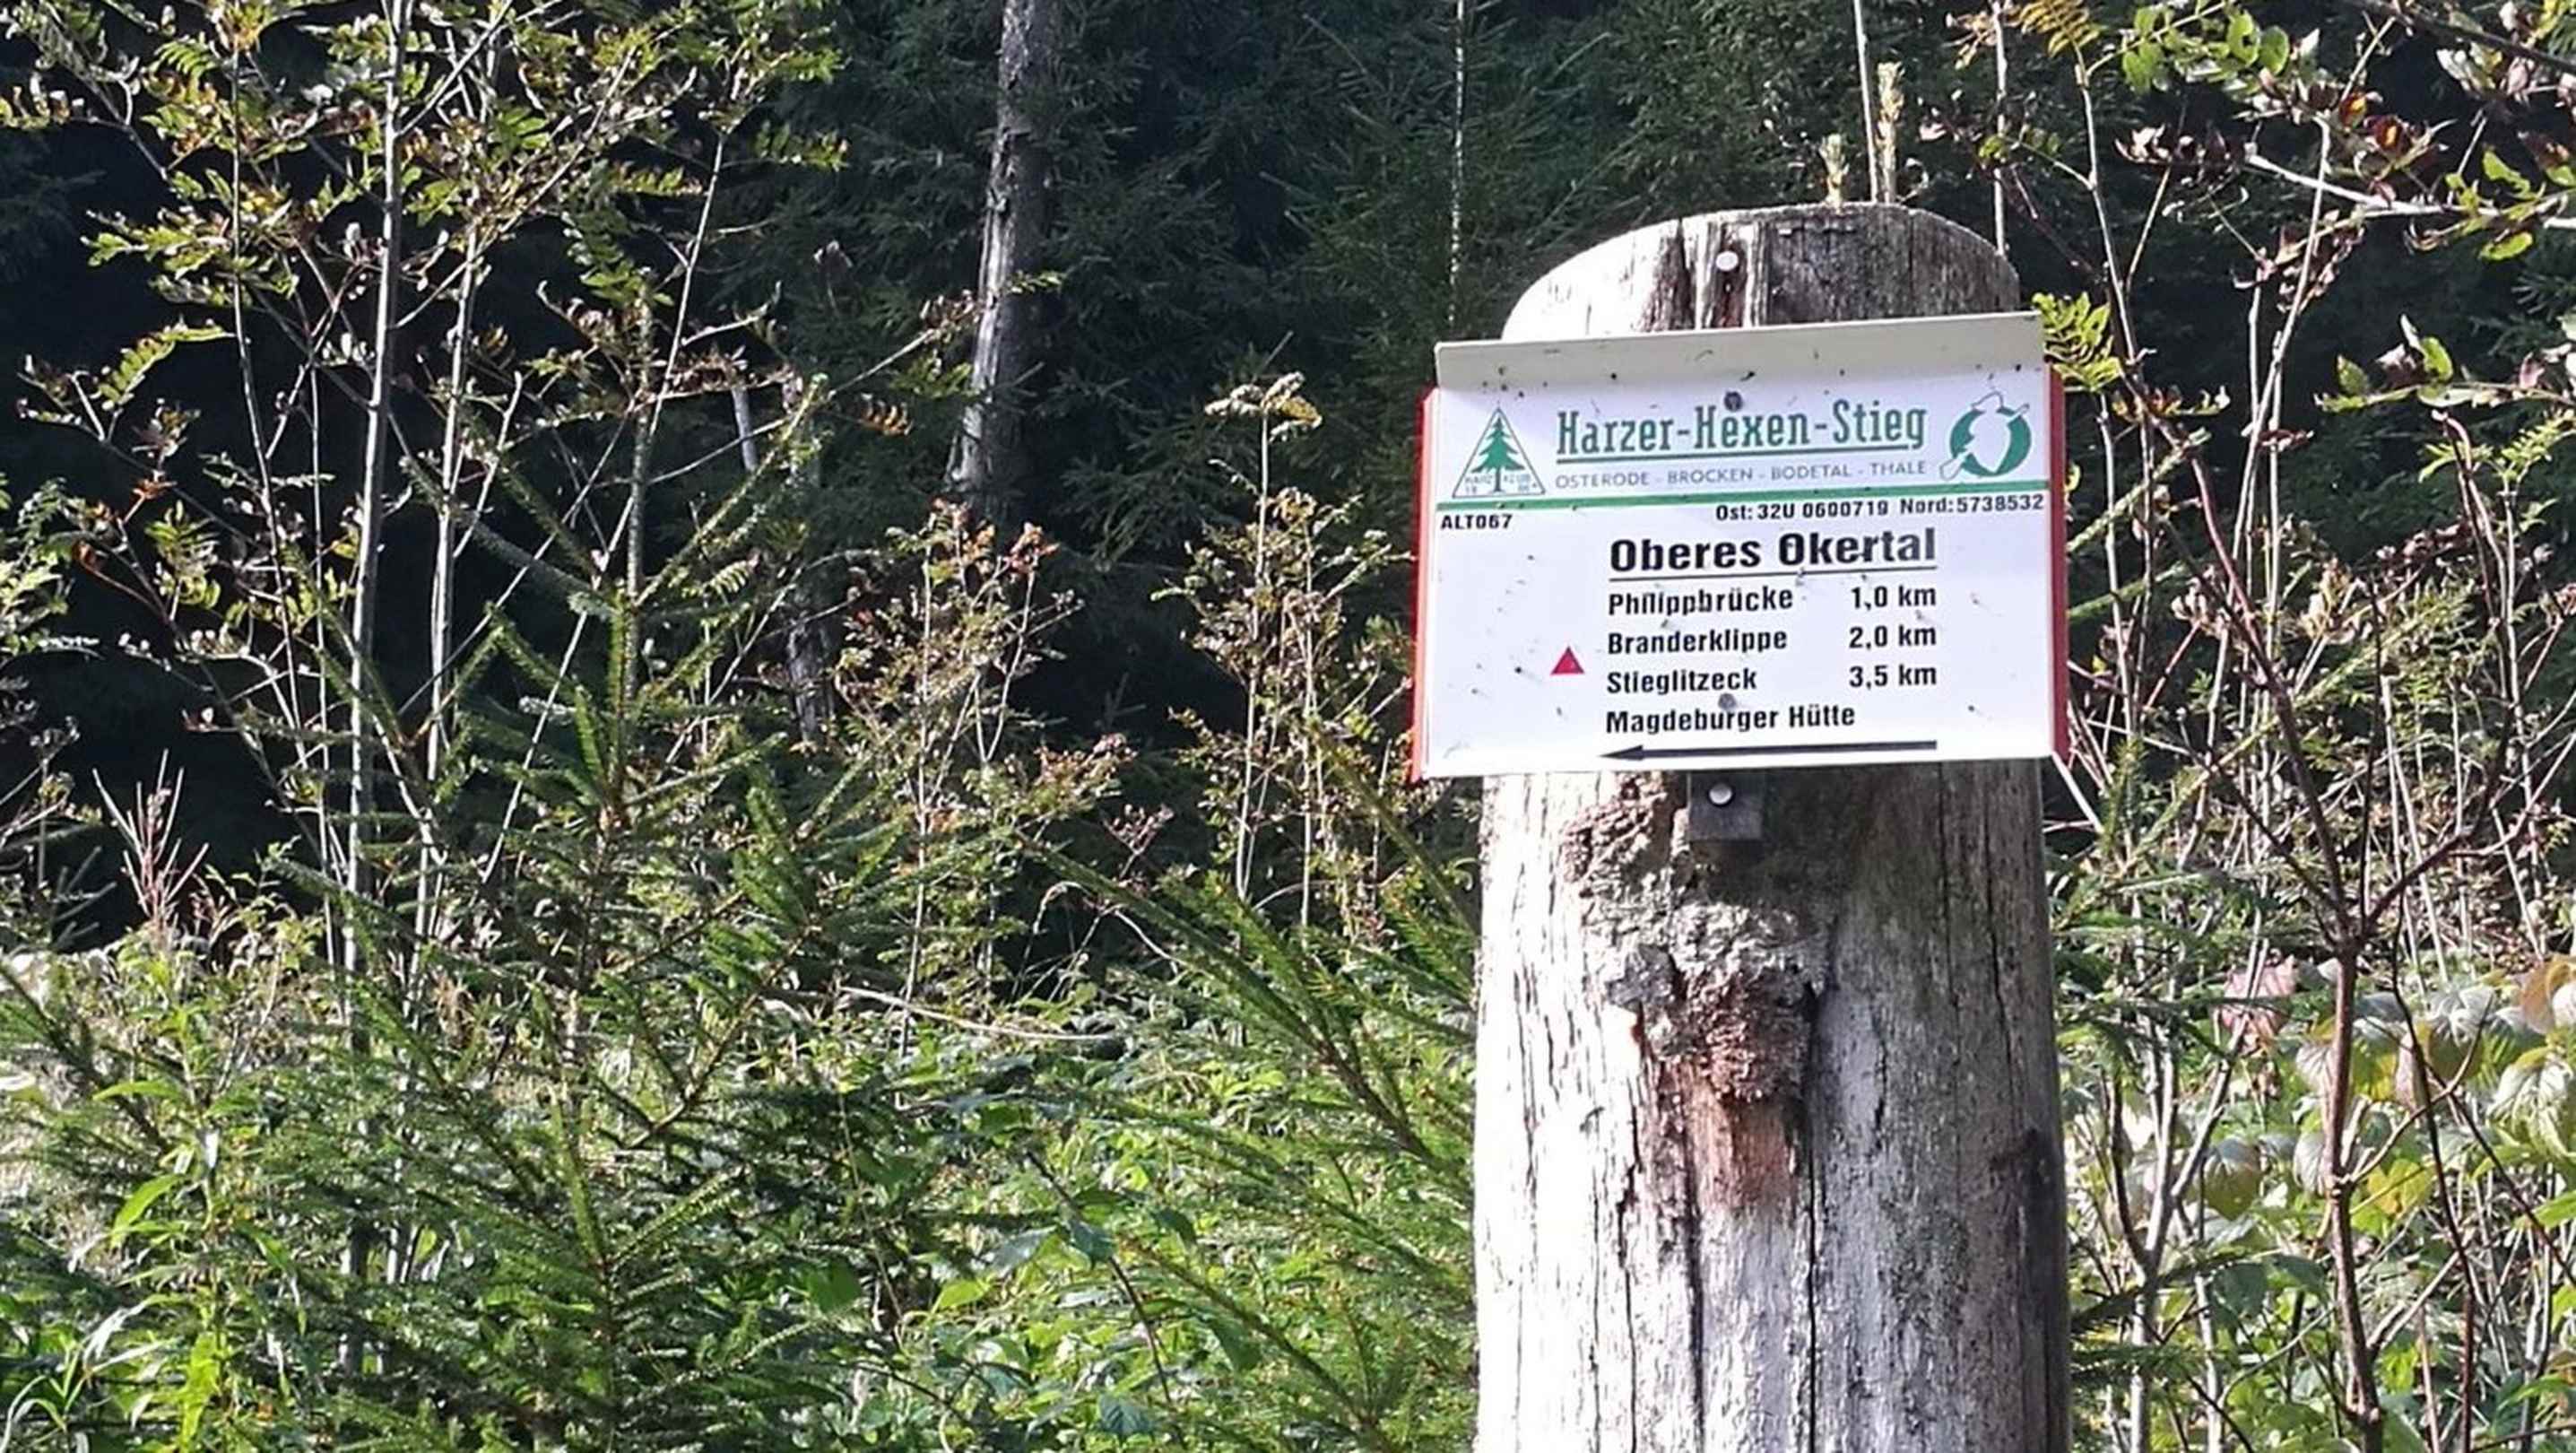 Harzer-Hexen-Stieg
OSTERODE - BROCKEN - BODETAL - THALE
ALT067 Ost: 32U 0600719 Nord: 5738532
Oberes Okertal
Philippbrücke 1,0 km
Branderklippe 2,0 km
Stieglitzeck 3,5 km
Magdeburger Hütte